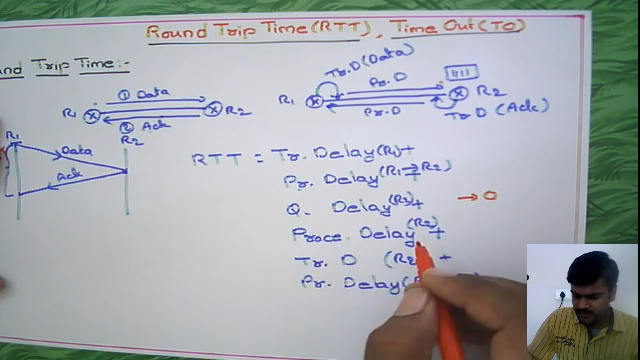 Round Trip Time(RTT), Time Out(TO)
und Trip Time:-
① Data
R1
R2
② Ack
R1
R2
Data
Ack
Tr.D(Data)
Pr.D
R1
R2
Pr.D
Tr.D(Ack)
RTT = Tr. Delay(R1)+
Pr. Delay(R1⇌R2)
Q. Delay(R2)+ → 0
Proce. Delay(R2)+
Tr. D (R2 +
Pr. Delay(